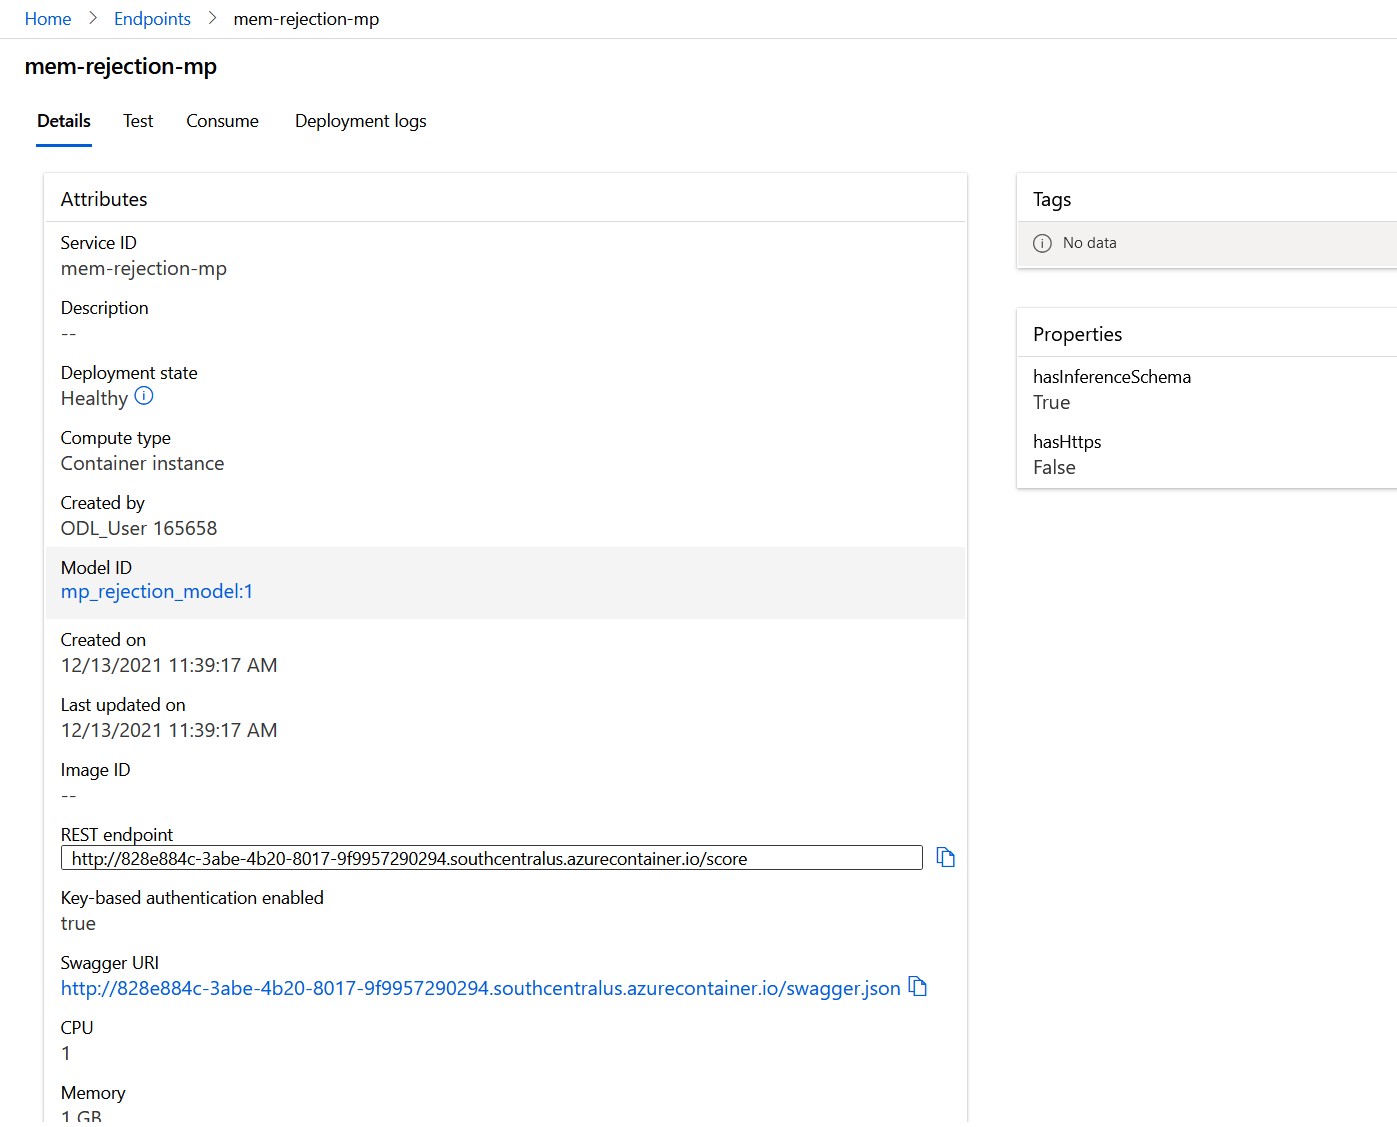 Home > Endpoints > mem-rejection-mp
mem-rejection-mp
Details Test Consume Deployment logs
Attributes
Service ID
mem-rejection-mp
Description
--
Deployment state
Healthy
Compute type
Container instance
Created by
ODL_User 165658
Model ID
mp_rejection_model:1
Created on
12/13/2021 11:39:17 AM
Last updated on
12/13/2021 11:39:17 AM
Image ID
--
REST endpoint
http://828e884c-3abe-4b20-8017-9f9957290294.southcentralus.azurecontainer.io/score
Key-based authentication enabled
true
Swagger URI
http://828e884c-3abe-4b20-8017-9f9957290294.southcentralus.azurecontainer.io/swagger.json
CPU
1
Memory
1 GB
Tags
No data
Properties
hasInferenceSchema
True
hasHttps
False